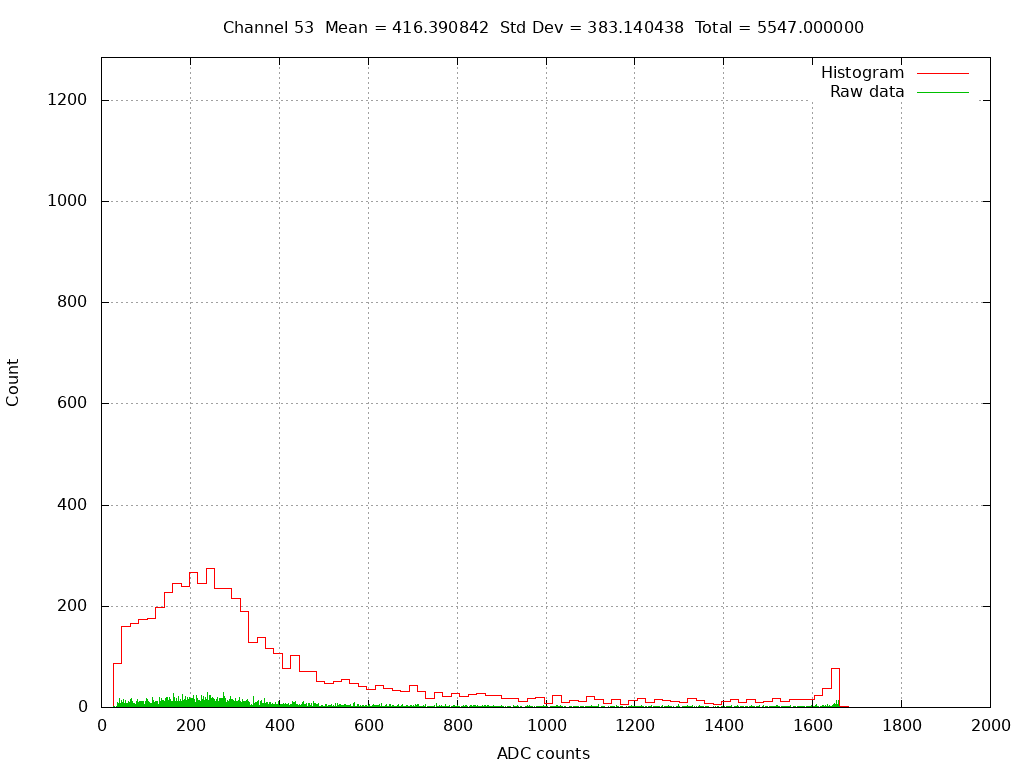 Channel 53  Mean = 416.390842  Std Dev = 383.140438  Total = 5547.000000
Histogram
Raw data
1200
1000
800
600
400
200
0
Count
0 200 400 600 800 1000 1200 1400 1600 1800 2000
ADC counts